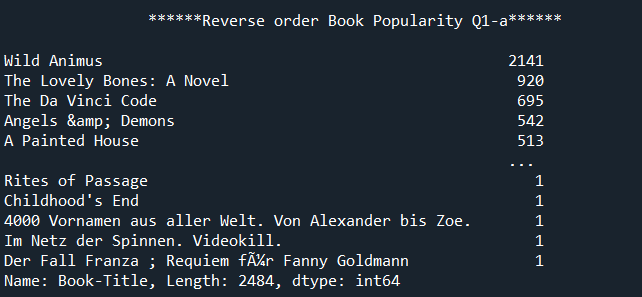 ******Reverse order Book Popularity Q1-a******
Wild Animus 2141
The Lovely Bones: A Novel 920
The Da Vinci Code 695
Angels &amp; Demons 542
A Painted House 513
...
Rites of Passage 1
Childhood's End 1
4000 Vornamen aus aller Welt. Von Alexander bis Zoe. 1
Im Netz der Spinnen. Videokill. 1
Der Fall Franza ; Requiem fÃ¼r Fanny Goldmann 1
Name: Book-Title, Length: 2484, dtype: int64